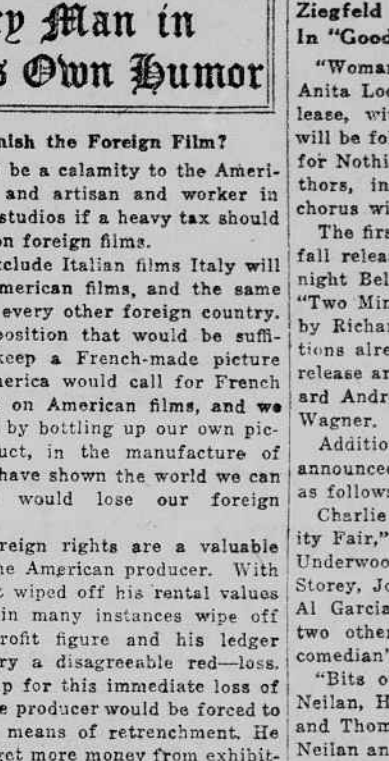 Man in
Own Humor
nish the Foreign Film?
be a calamity to the Ameri-
and artisan and worker in
studios if a heavy tax should
on foreign films.
clude Italian films Italy will
merican films, and the same
every other foreign country.
position that would be suffi-
keep a French-made picture
merica would call for French
on American films, and we
by bottling up our own pic-
uct, in the manufacture of
have shown the world we can
would lose our foreign
reign rights are a valuable
he American producer. With
t wiped off his rental values
in many instances wipe off
rofit figure and his ledger
ry a disagreeable red—loss.
p for this immediate loss of
e producer would be forced to
means of retrenchment. He
get more money from exhibit-
Ziegfeld
In "Good
"Woman
Anita Loo
lease, wi
will be fo
for Nothi
thors, in
chorus wi
The firs
fall relea
night Bel
"Two Min
by Richar
tions alre
release ar
ard Andr
Wagner.
Additio
announced
as follows
Charlie
ity Fair,"
Underwoo
Storey, Jo
Al Garcia
two other
comedian'
"Bits o
Neilan, H
and Thom
Neilan an